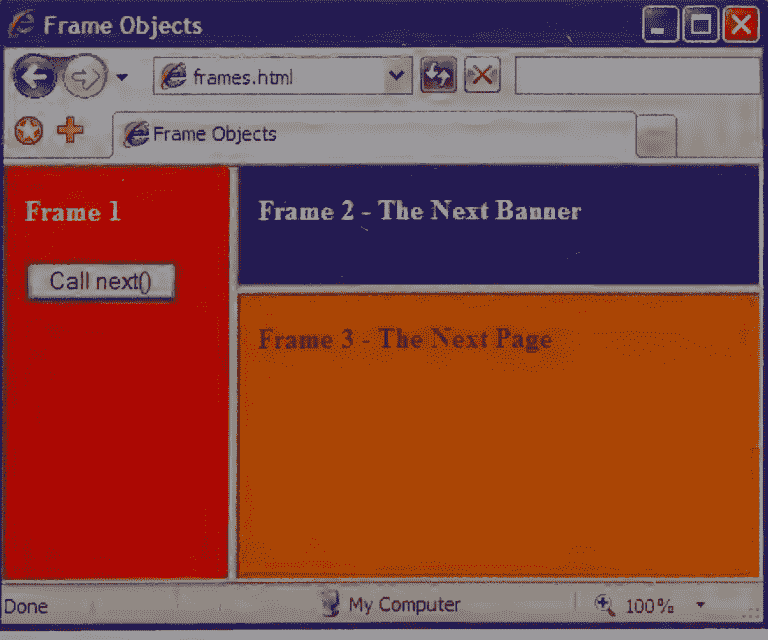 Frame Objects
frames.html
Frame Objects
Frame 1
Call next()
Frame 2 - The Next Banner
Frame 3 - The Next Page
Done
My Computer
100%